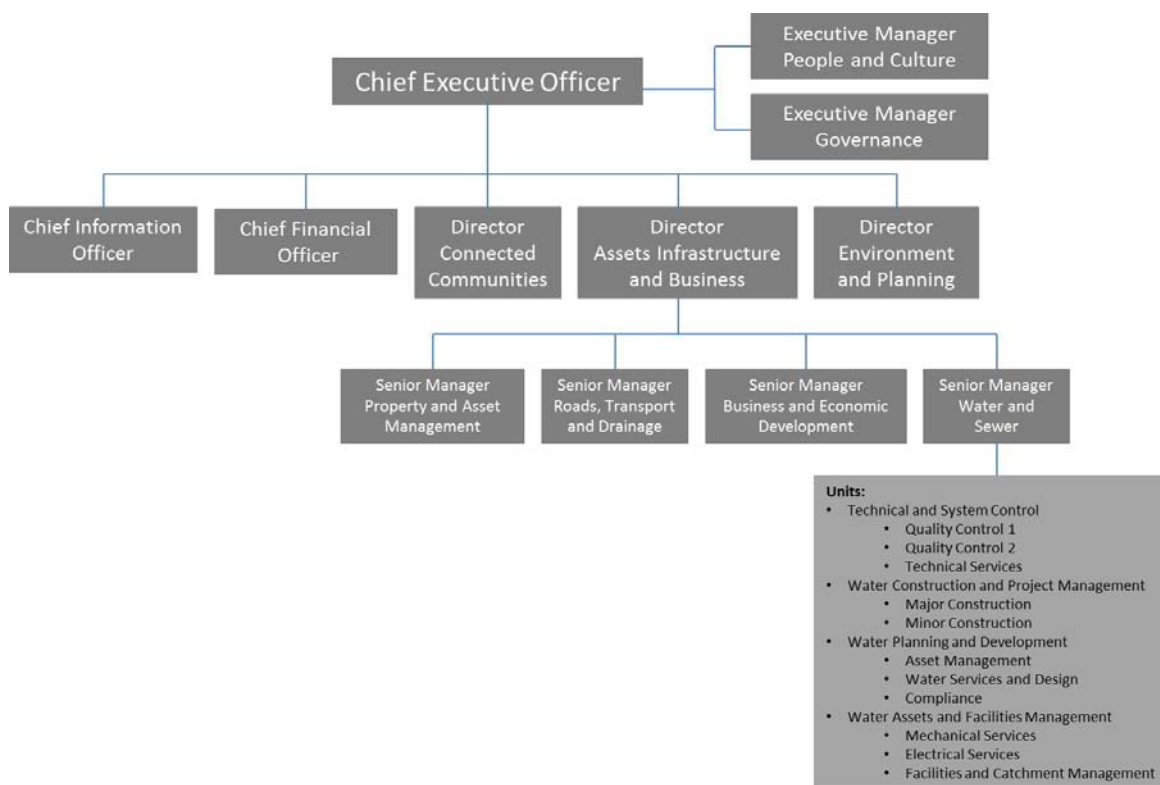 Executive Manager
People and Culture
Chief Executive Officer
Executive Manager
Governance
Chief Information
Officer
Chief Financial
Officer
Director
Connected
Communities
Director
Assets Infrastructure
and Business
Director
Environment
and Planning
Senior Manager
Property and Asset
Management
Senior Manager
Roads, Transport
and Drainage
Senior Manager
Business and Economic
Development
Senior Manager
Water and
Sewer
Units:
• Technical and System Control
• Quality Control 1
• Quality Control 2
• Technical Services
• Water Construction and Project Management
• Major Construction
• Minor Construction
• Water Planning and Development
• Asset Management
• Water Services and Design
• Compliance
• Water Assets and Facilities Management
• Mechanical Services
• Electrical Services
• Facilities and Catchment Management